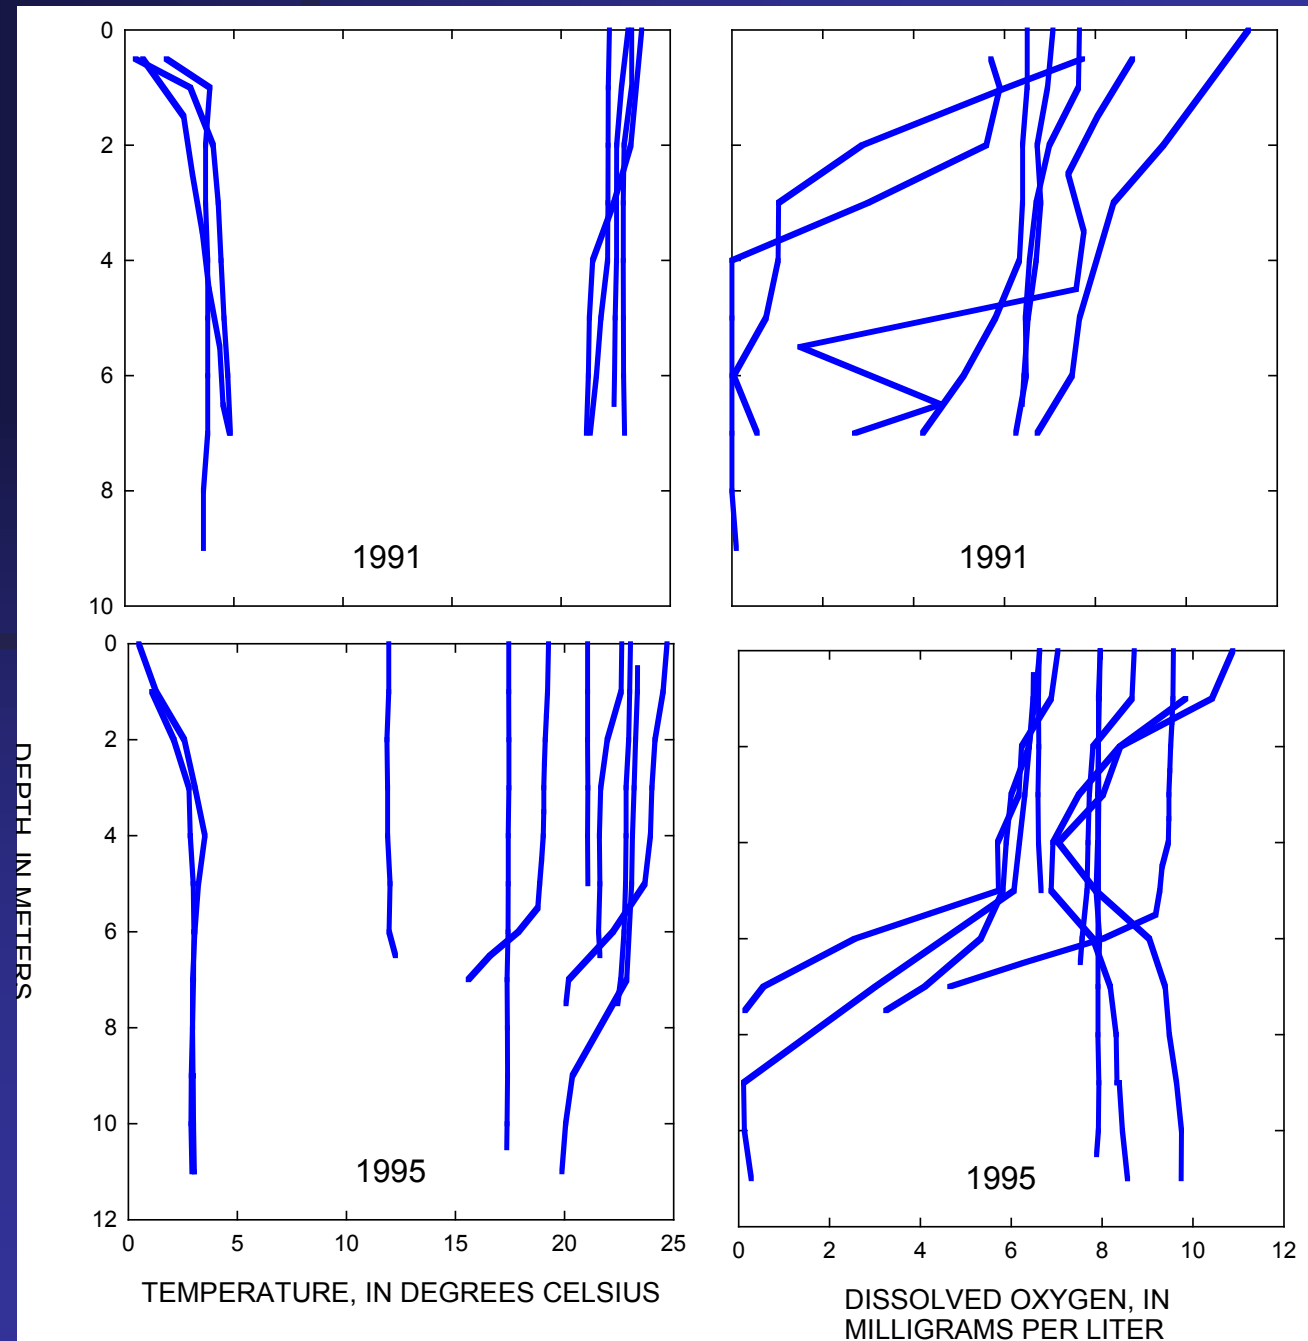 0
2
4
6
8
10
1991
1991
0
2
4
6
8
10
12
1995
1995
0 5 10 15 20 25
0 2 4 6 8 10 12
DEPTH IN METERS
TEMPERATURE, IN DEGREES CELSIUS
DISSOLVED OXYGEN, IN
MILLIGRAMS PER LITER